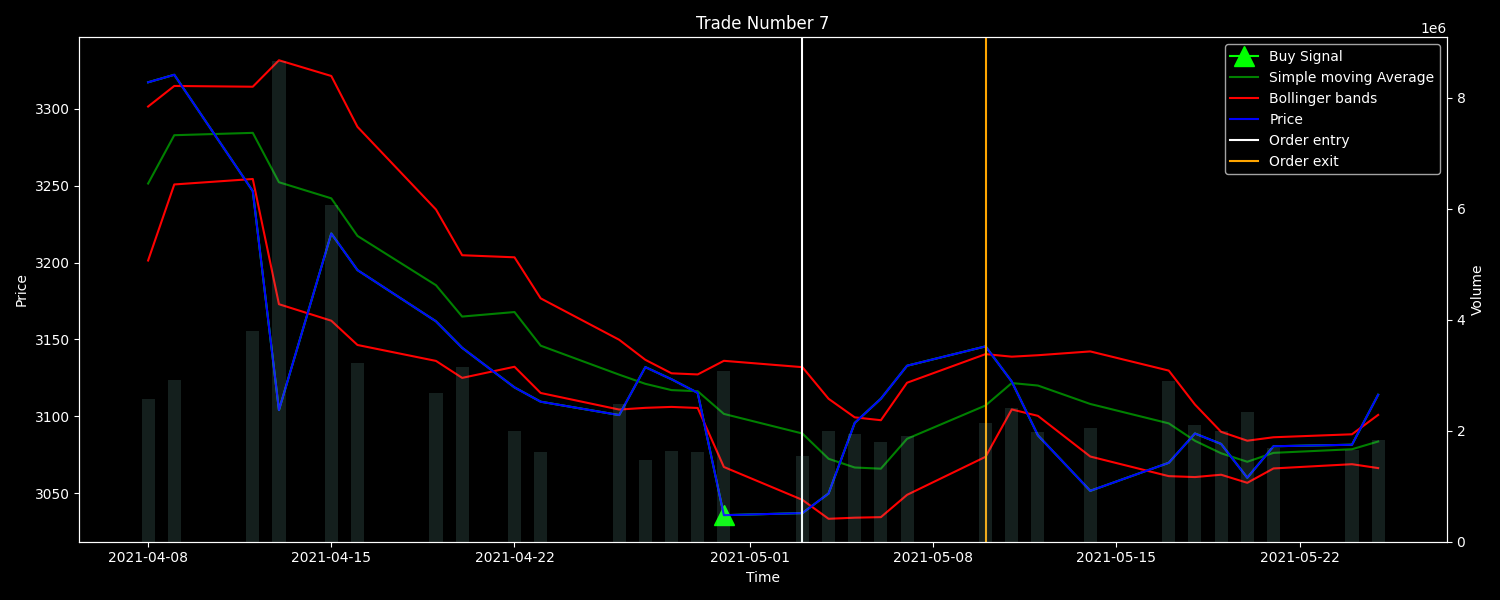 Trade Number 7
1e6
Buy Signal
Simple moving Average
Bollinger bands
Price
Order entry
Order exit
3300
3250
3200
3150
3100
3050
Price
8
6
4
2
0
Volume
2021-04-08 2021-04-15 2021-04-22 2021-05-01 2021-05-08 2021-05-15 2021-05-22
Time